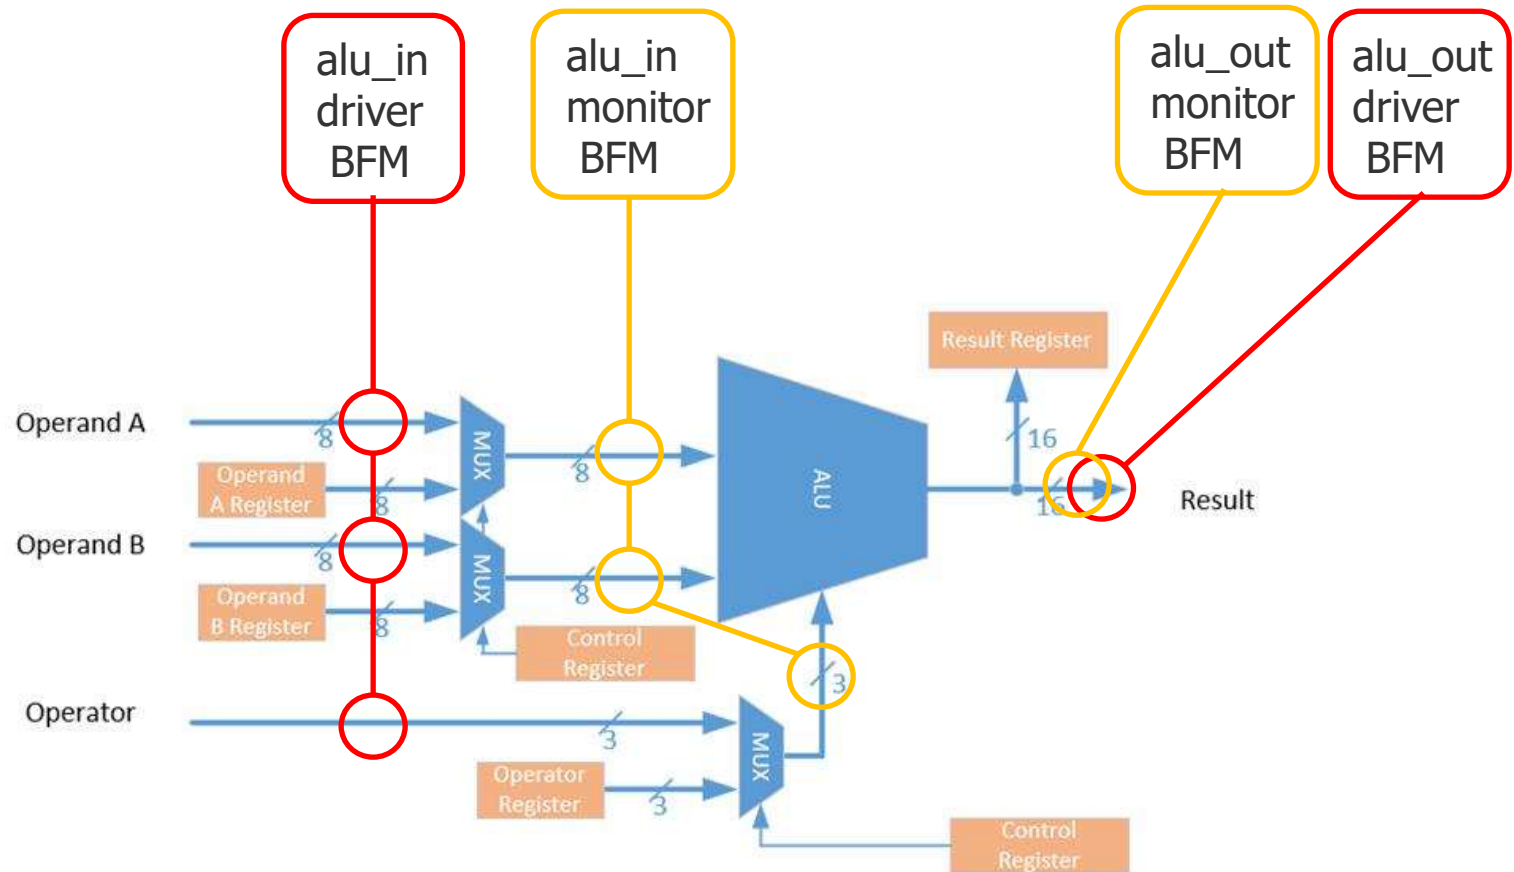 alu_in
driver
BFM
alu_in
monitor
BFM
alu_out
monitor
BFM
alu_out
driver
BFM
Result Register
Operand A
8
MUX
8
ALU
16
Operand
A Register
8
16
Result
Operand B
8
MUX
8
Operand
B Register
8
Control
Register
3
Operator
3
MUX
Operator
Register
3
Control
Register